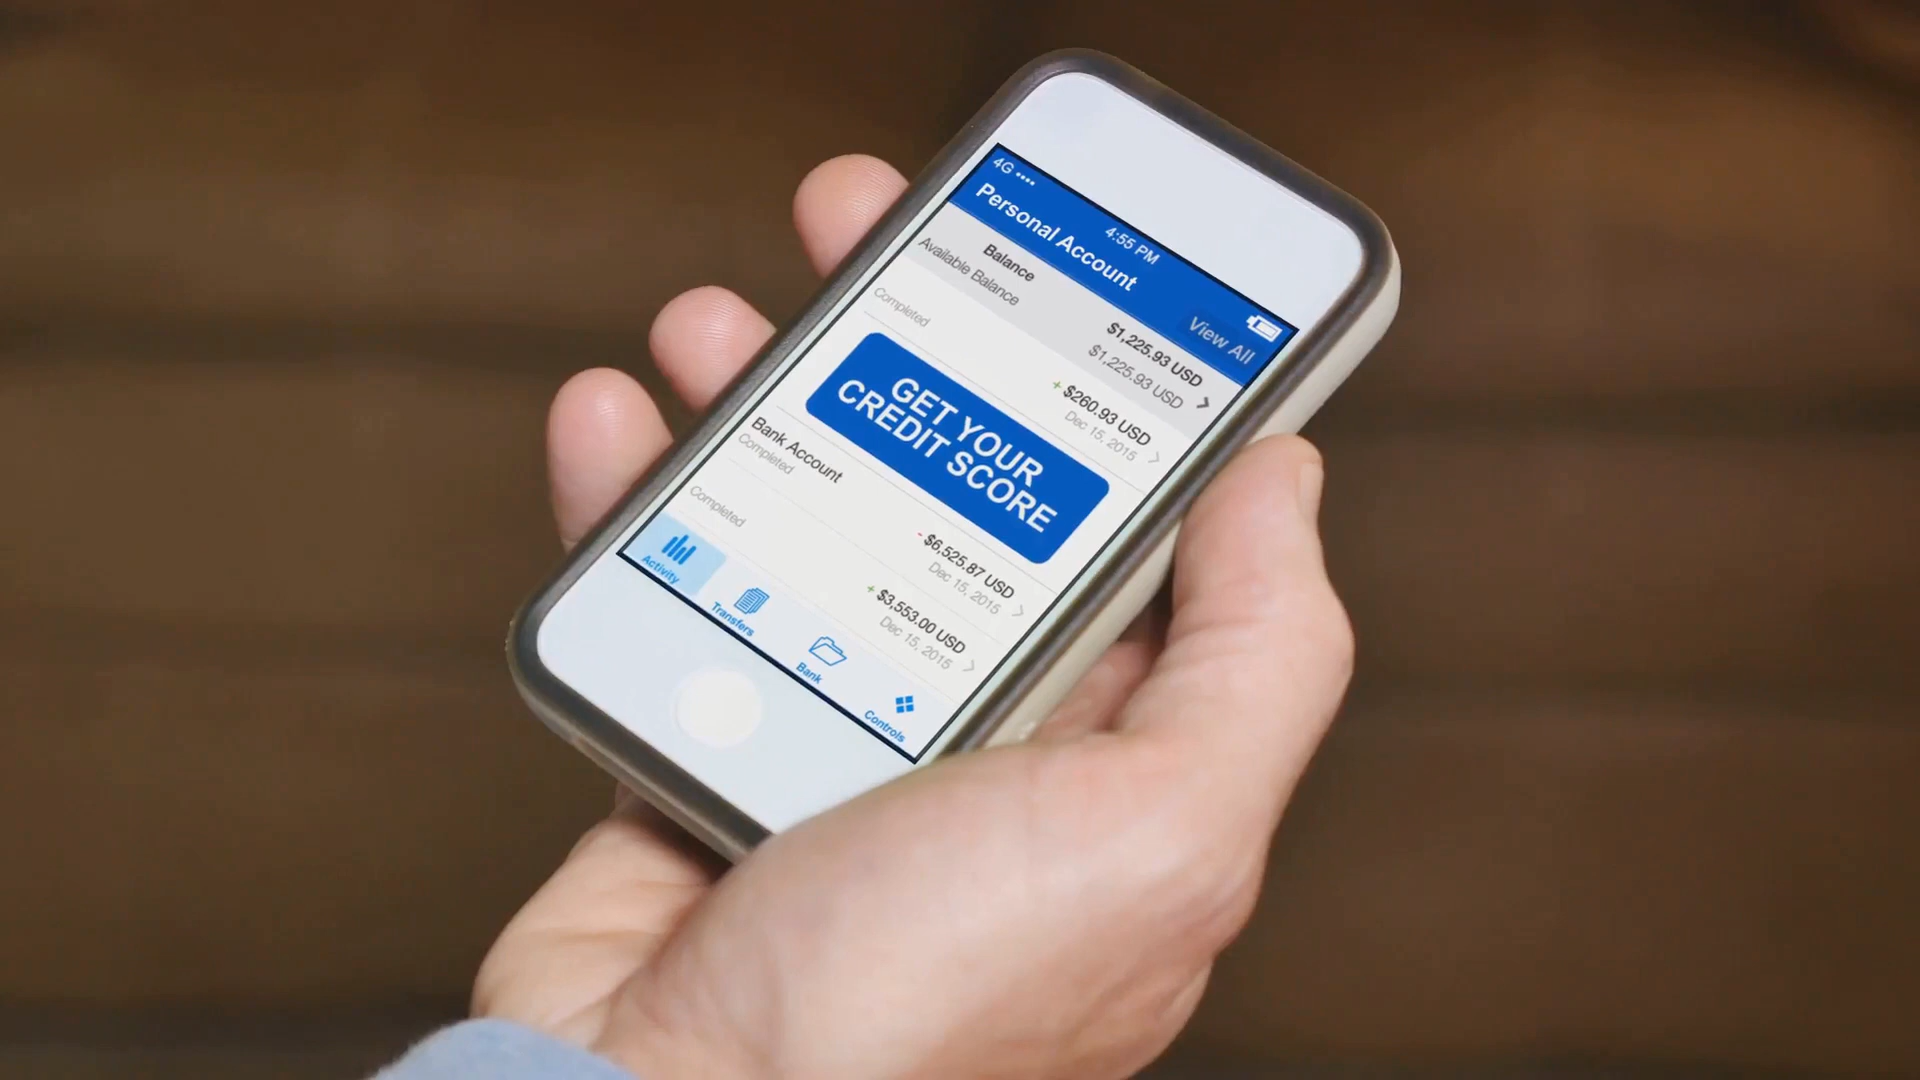 4G
4:55 PM
Personal Account
View All
Balance
$1,225.93 USD
Available Balance
$1,225.93 USD
+ $260.93 USD
Completed
Dec 15, 2015
GET YOUR
CREDIT SCORE
Bank Account
- $6,525.87 USD
Completed
Dec 15, 2015
+ $3,553.00 USD
Completed
Dec 15, 2015
Activity
Transfers
Bank
Controls